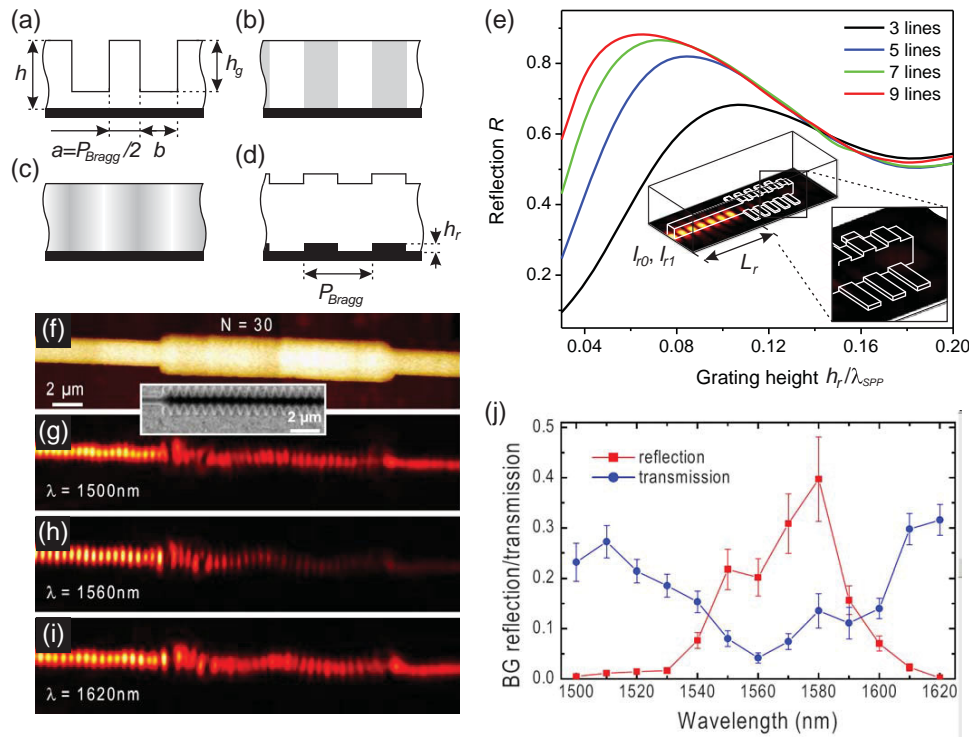 (a)
h
h_g
a=P_Bragg/2
b
(b)
(c)
(d)
h_r
P_Bragg
(e)
Reflection R
0.8
0.6
0.4
0.2
0.04
0.08
0.12
0.16
0.20
Grating height h_r/λ_SPP
3 lines
5 lines
7 lines
9 lines
I_r0, I_r1
L_r
(f)
N = 30
2 µm
2 µm
(g)
λ = 1500nm
(h)
λ = 1560nm
(i)
λ = 1620nm
(j)
BG reflection/transmission
0.5
0.4
0.3
0.2
0.1
0.0
reflection
transmission
1500
1520
1540
1560
1580
1600
1620
Wavelength (nm)